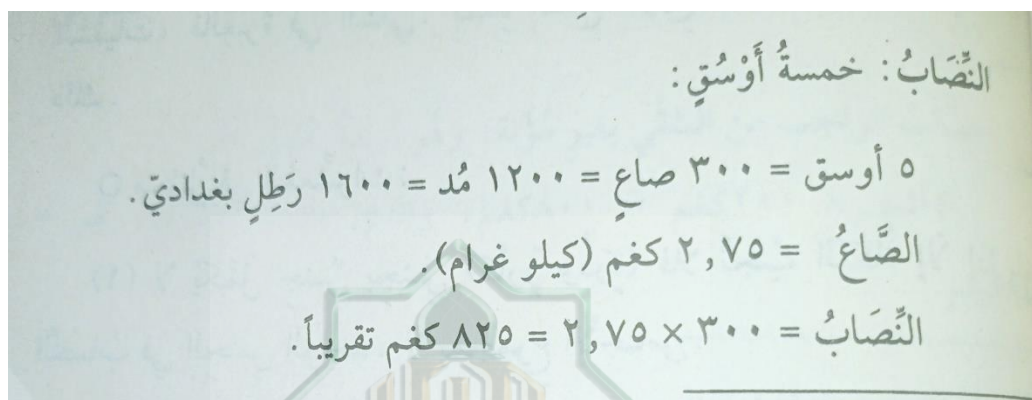 النِّصَابُ: خمسةُ أَوْسُقٍ:
٥ أوسق = ٣٠٠ صاعٍ = ١٢٠٠ مُد = ١٦٠٠ رَطِلٍ بغداديّ.
الصَّاعُ = ٢,٧٥ كغم (كيلو غرام).
النِّصَابُ = ٣٠٠ × ٢,٧٥ = ٨٢٥ كغم تقريباً.